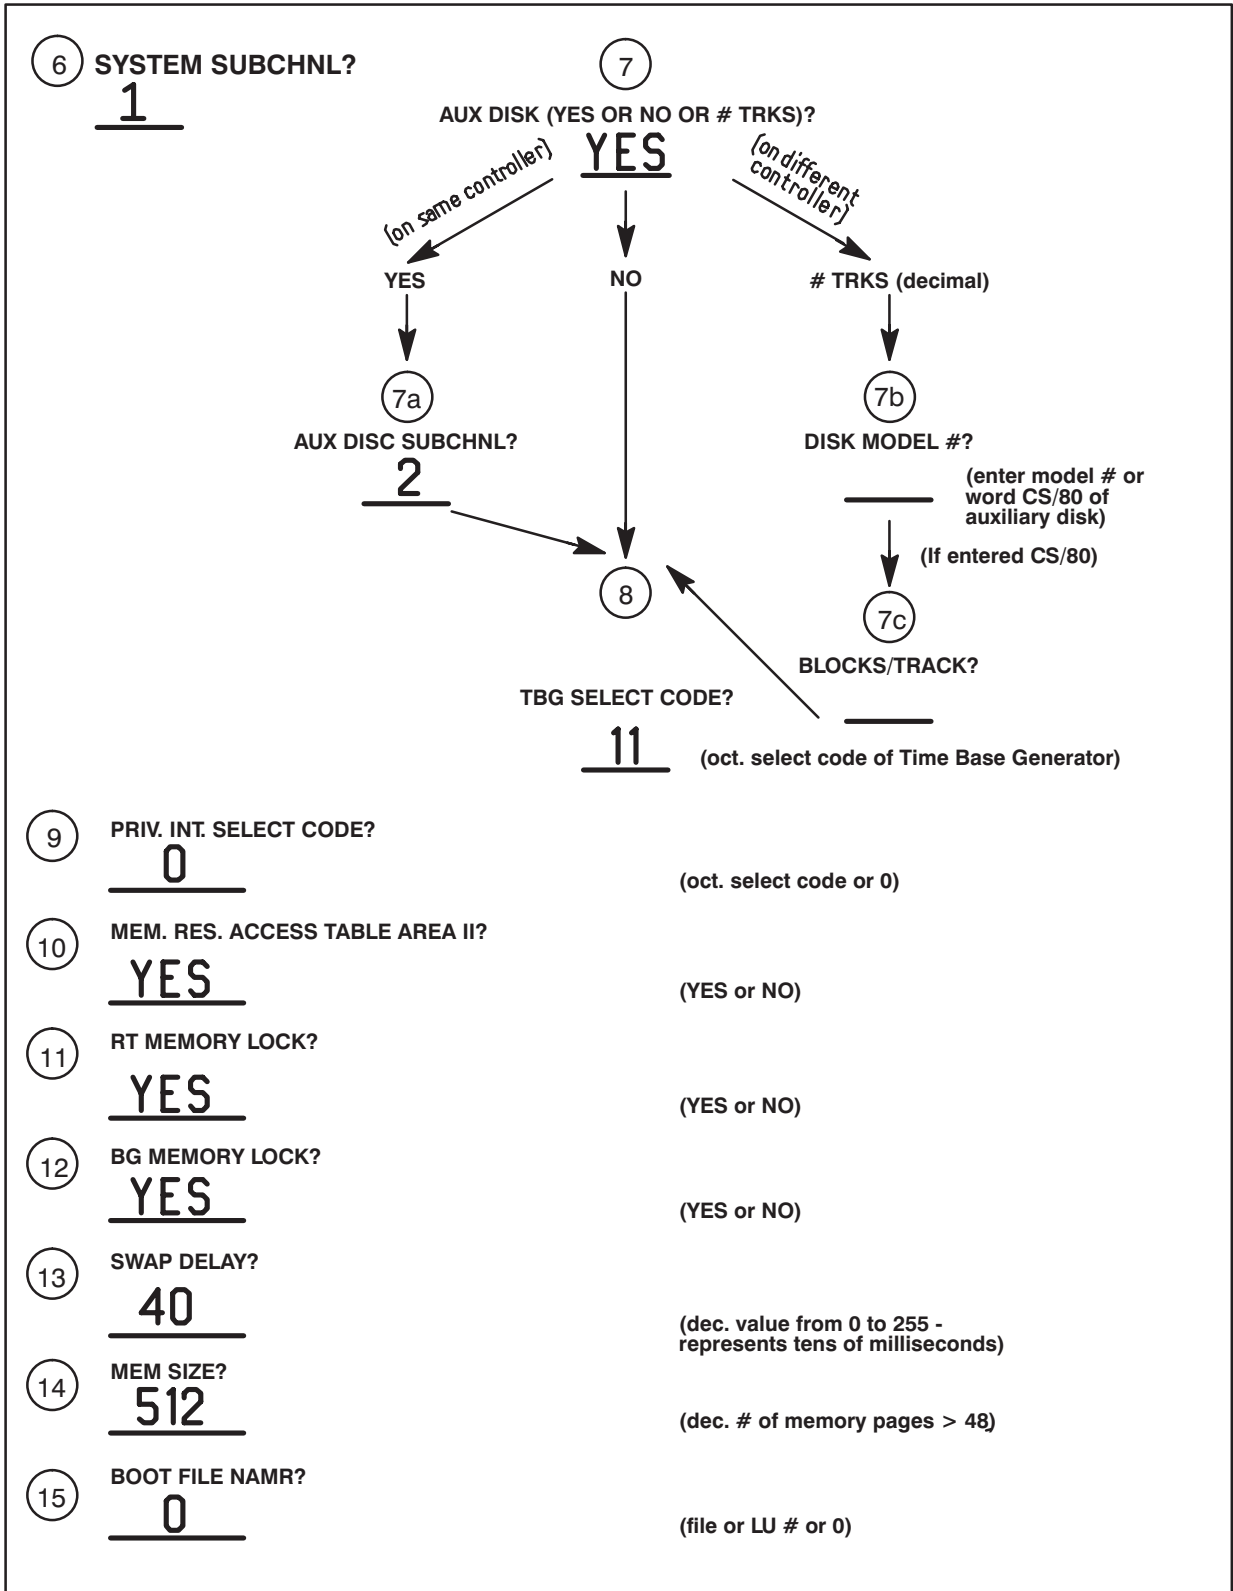 6 SYSTEM SUBCHNL?
1
7
AUX DISK (YES OR NO OR # TRKS)?
YES
(on same controller)
(on different
controller)
YES
NO
# TRKS (decimal)
7a
AUX DISC SUBCHNL?
2
7b
DISK MODEL #?
(enter model # or
word CS/80 of
auxiliary disk)
(If entered CS/80)
8
7c
BLOCKS/TRACK?
TBG SELECT CODE?
11
(oct. select code of Time Base Generator)
9 PRIV. INT. SELECT CODE?
0
(oct. select code or 0)
10 MEM. RES. ACCESS TABLE AREA II?
YES
(YES or NO)
11 RT MEMORY LOCK?
YES
(YES or NO)
12 BG MEMORY LOCK?
YES
(YES or NO)
13 SWAP DELAY?
40
(dec. value from 0 to 255 -
represents tens of milliseconds)
14 MEM SIZE?
512
(dec. # of memory pages > 48)
15 BOOT FILE NAMR?
0
(file or LU # or 0)